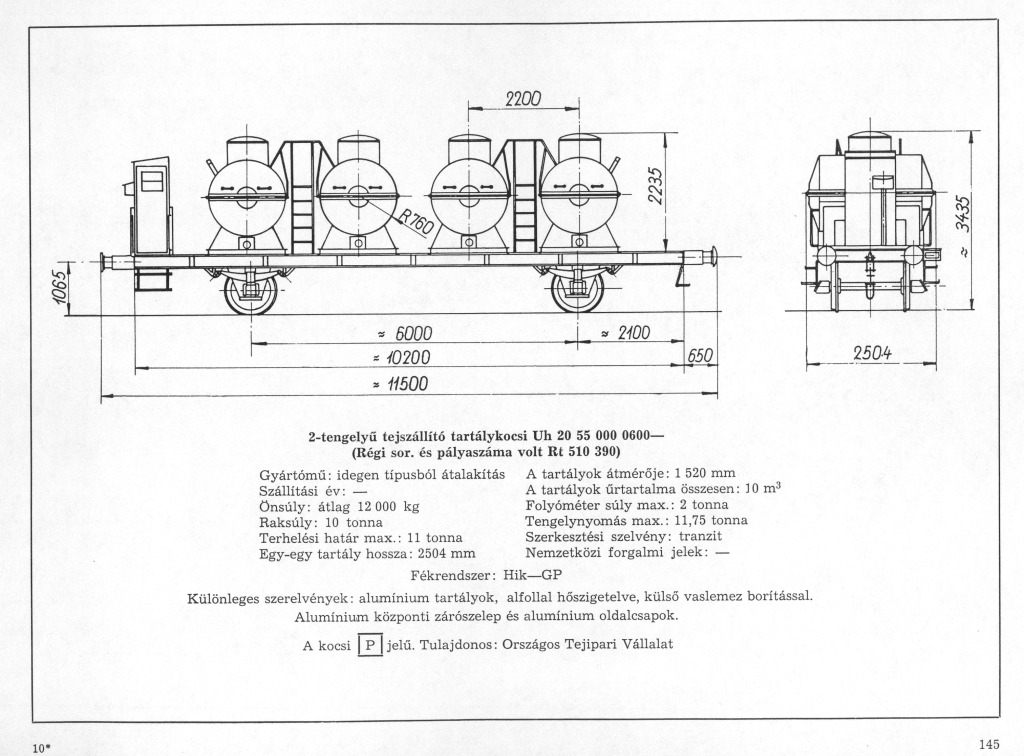 2200
2235
R760
≈ 3435
1065
≈ 6000
≈ 2100
≈ 10200
650
≈ 11500
2504
2-tengelyű tejszállító tartálykocsi Uh 20 55 000 0600—
(Régi sor. és pályaszáma volt Rt 510 390)
Gyártómű: idegen típusból átalakítás
Szállítási év: —
Önsúly: átlag 12 000 kg
Raksúly: 10 tonna
Terhelési határ max.: 11 tonna
Egy-egy tartály hossza: 2504 mm
A tartályok átmérője: 1 520 mm
A tartályok űrtartalma összesen: 10 m³
Folyóméter súly max.: 2 tonna
Tengelynyomás max.: 11,75 tonna
Szerkesztési szelvény: tranzit
Nemzetközi forgalmi jelek: —
Fékrendszer: Hik—GP
Különleges szerelvények: alumínium tartályok, alfollal hőszigetelve, külső vaslemez borítással.
Alumínium központi zárószelep és alumínium oldalcsapok.
A kocsi P jelű. Tulajdonos: Országos Tejipari Vállalat
10*
145